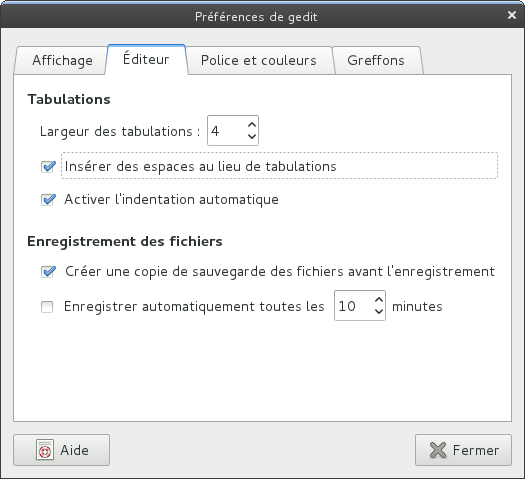 Préférences de gedit
Affichage
Éditeur
Police et couleurs
Greffons
Tabulations
Largeur des tabulations : 4
Insérer des espaces au lieu de tabulations
Activer l'indentation automatique
Enregistrement des fichiers
Créer une copie de sauvegarde des fichiers avant l'enregistrement
Enregistrer automatiquement toutes les 10 minutes
Aide
Fermer